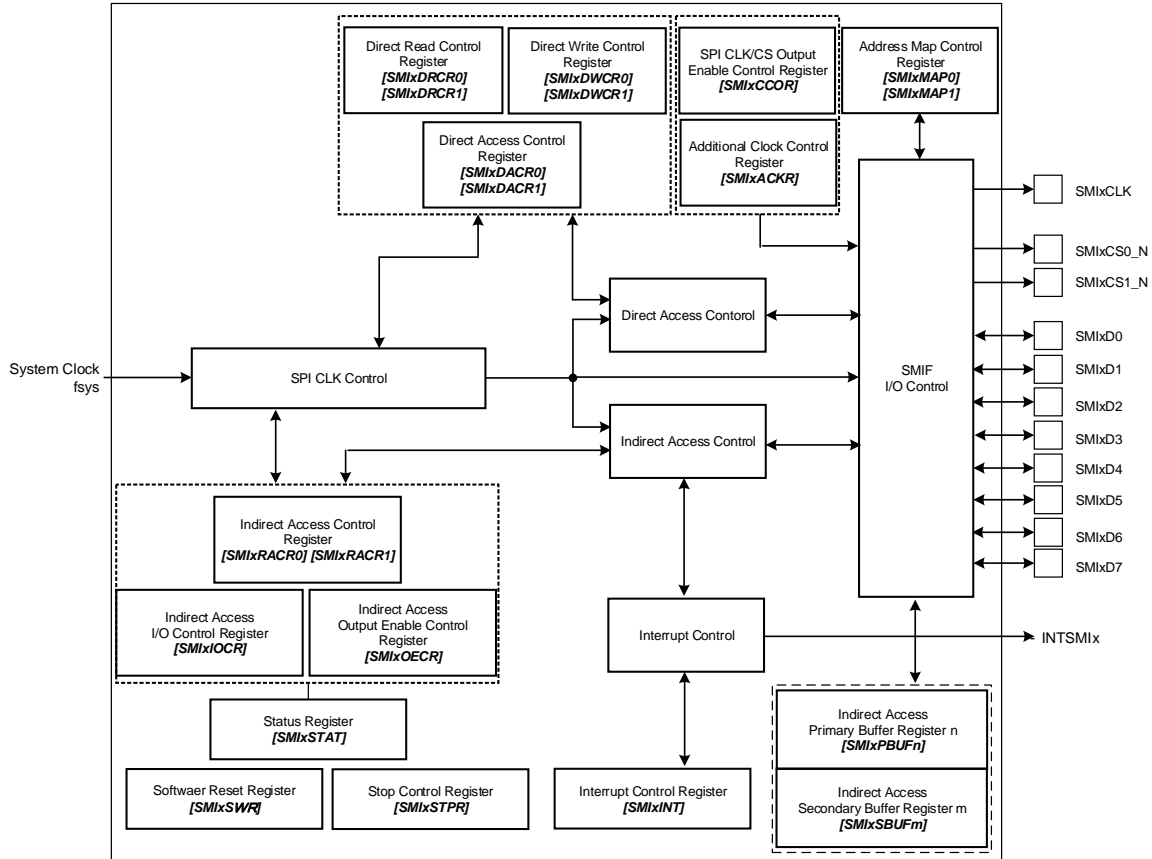 Direct Read Control
Register
[SMIxDRCR0]
[SMIxDRCR1]
Direct Write Control
Register
[SMIxDWCR0]
[SMIxDWCR1]
SPI CLK/CS Output
Enable Control Register
[SMIxCCOR]
Address Map Control
Register
[SMIxMAP0]
[SMIxMAP1]
Direct Access Control
Register
[SMIxDACR0]
[SMIxDACR1]
Additional Clock Control
Register
[SMIxACKR]
SMIxCLK
SMIxCS0_N
SMIxCS1_N
Direct Access Contorol
SMIxD0
System Clock
fsys
SPI CLK Control
SMIF
I/O Control
SMIxD1
SMIxD2
Indirect Access Control
SMIxD3
SMIxD4
SMIxD5
SMIxD6
SMIxD7
Indirect Access Control
Register
[SMIxRACR0] [SMIxRACR1]
Indirect Access
I/O Control Register
[SMIxIOCR]
Indirect Access
Output Enable Control
Register
[SMIxOECR]
Interrupt Control
INTSMIx
Status Register
[SMIxSTAT]
Indirect Access
Primary Buffer Register n
[SMIxPBUFn]
Softwaer Reset Register
[SMIxSWR]
Stop Control Register
[SMIxSTPR]
Interrupt Control Register
[SMIxINT]
Indirect Access
Secondary Buffer Register m
[SMIxSBUFm]